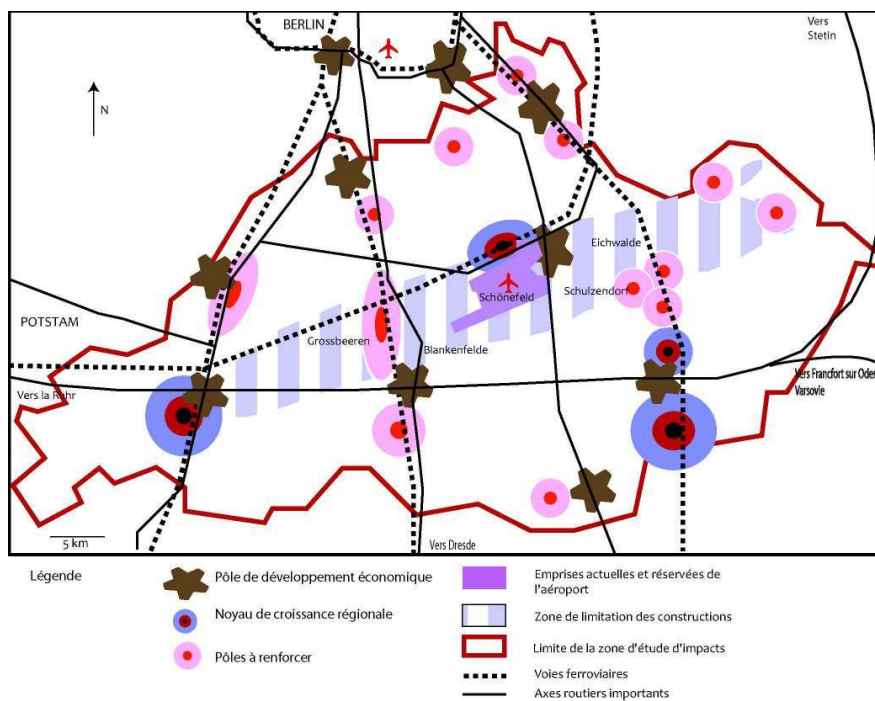 BERLIN
Vers
Stetin
N
Eichwalde
Schönefeld
Schulzendorf
POTSTAM
Grossbeeren
Blankenfelde
Vers la Ruhr
Vers Francfort sur Oder
Varsovie
5 km
Vers Dresde
Légende
Pôle de développement économique
Noyau de croissance régionale
Pôles à renforcer
Emprises actuelles et réservées de
l'aéroport
Zone de limitation des constructions
Limite de la zone d'étude d'impacts
Voies ferroviaires
Axes routiers importants